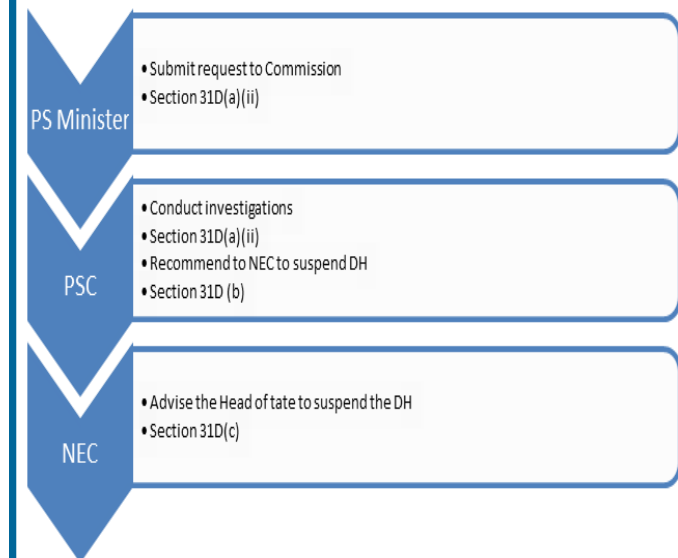 PS Minister
• Submit request to Commission
• Section 31D(a)(ii)
PSC
• Conduct investigations
• Section 31D(a)(ii)
• Recommend to NEC to suspend DH
• Section 31D (b)
NEC
• Advise the Head of tate to suspend the DH
• Section 31D(c)